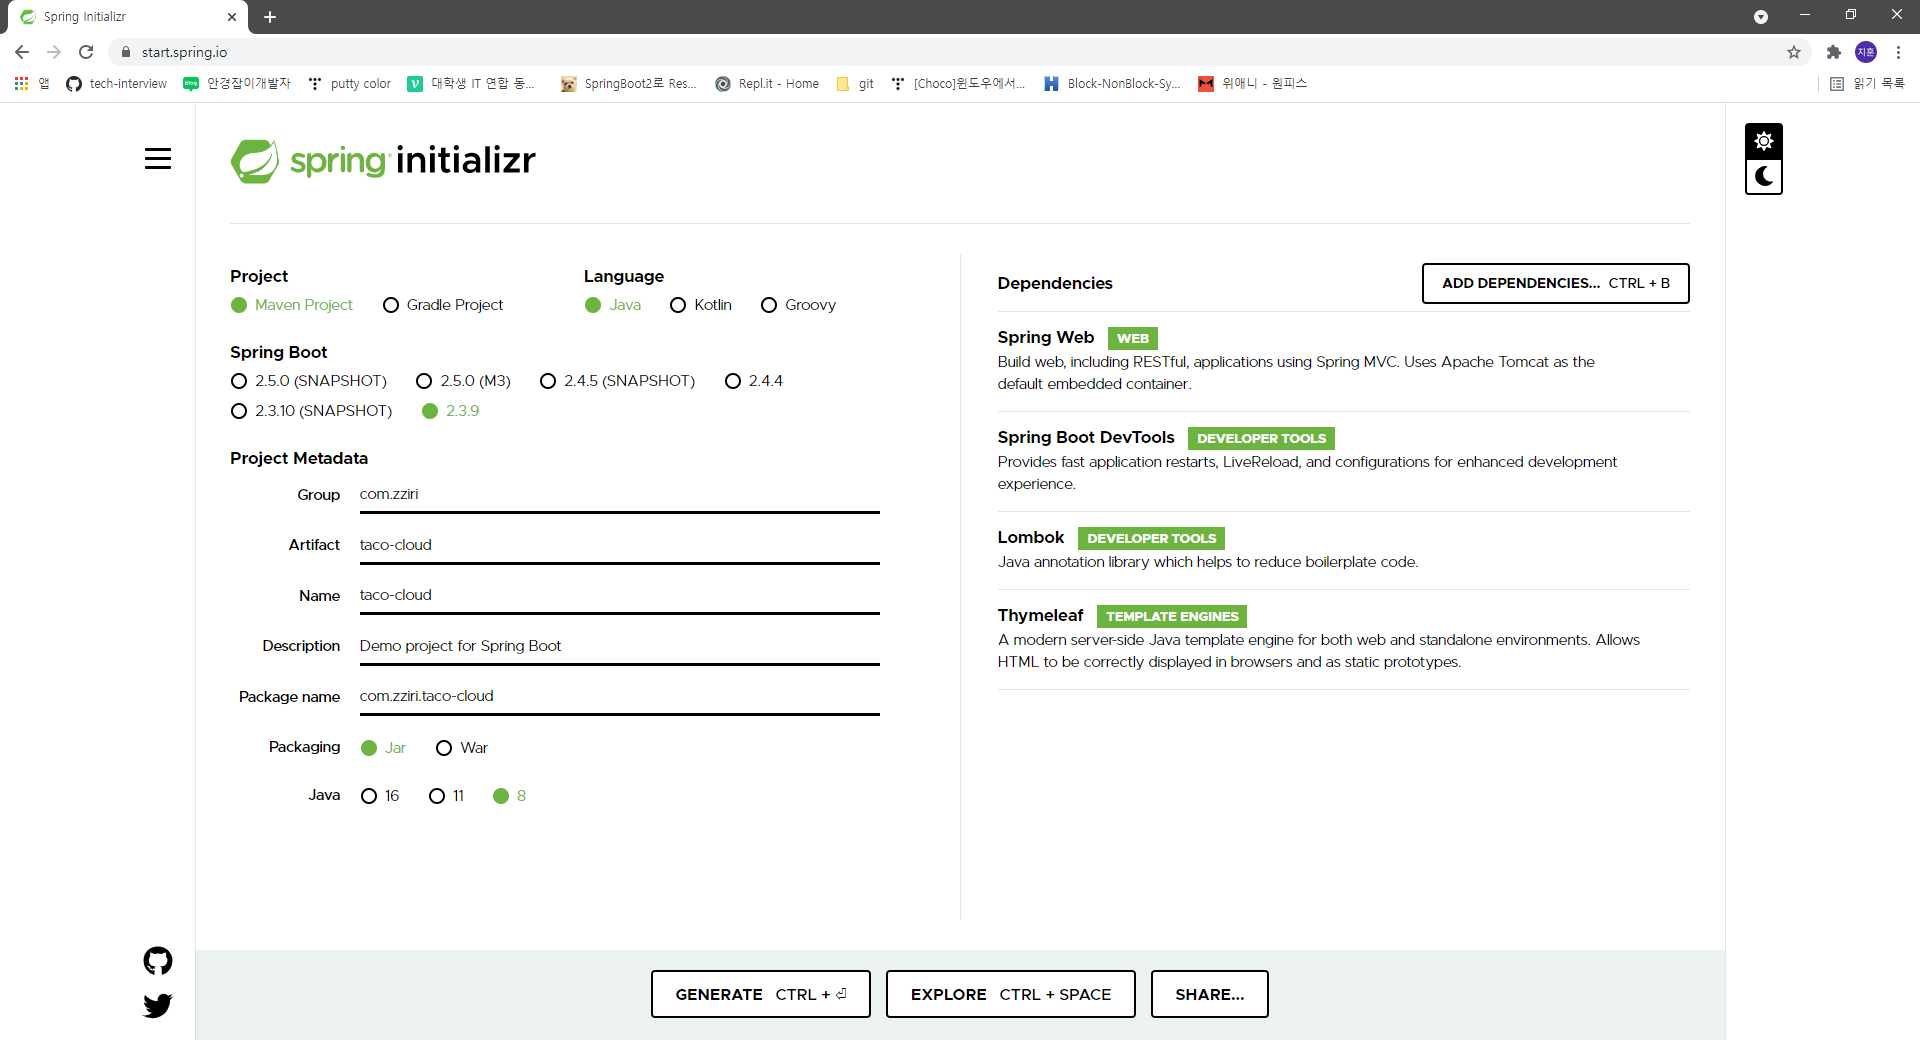 Spring Initializr
start.spring.io
지훈
앱 tech-interview 안경잡이개발자 putty color 대학생 IT 연합 동... SpringBoot2로 Res... Repl.it - Home git [Choco]윈도우에서... Block-NonBlock-Sy... 위애니 - 원피스 읽기 목록
spring initializr
Project
Maven Project Gradle Project
Language
Java Kotlin Groovy
Spring Boot
2.5.0 (SNAPSHOT) 2.5.0 (M3) 2.4.5 (SNAPSHOT) 2.4.4
2.3.10 (SNAPSHOT) 2.3.9
Project Metadata
Group com.zziri
Artifact taco-cloud
Name taco-cloud
Description Demo project for Spring Boot
Package name com.zziri.taco-cloud
Packaging Jar War
Java 16 11 8
Dependencies
ADD DEPENDENCIES... CTRL + B
Spring Web WEB
Build web, including RESTful, applications using Spring MVC. Uses Apache Tomcat as the
default embedded container.
Spring Boot DevTools DEVELOPER TOOLS
Provides fast application restarts, LiveReload, and configurations for enhanced development
experience.
Lombok DEVELOPER TOOLS
Java annotation library which helps to reduce boilerplate code.
Thymeleaf TEMPLATE ENGINES
A modern server-side Java template engine for both web and standalone environments. Allows
HTML to be correctly displayed in browsers and as static prototypes.
GENERATE CTRL + ⏎ EXPLORE CTRL + SPACE SHARE...